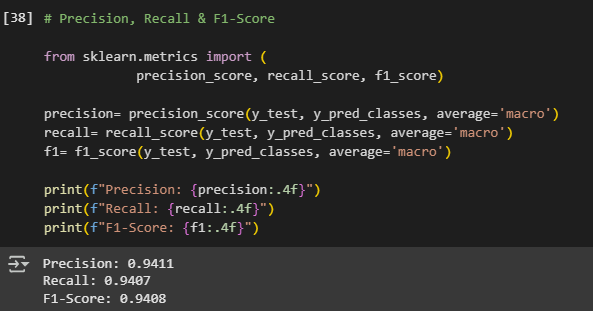 [38] # Precision, Recall & F1-Score
from sklearn.metrics import (
precision_score, recall_score, f1_score)
precision= precision_score(y_test, y_pred_classes, average='macro')
recall= recall_score(y_test, y_pred_classes, average='macro')
f1= f1_score(y_test, y_pred_classes, average='macro')
print(f"Precision: {precision:.4f}")
print(f"Recall: {recall:.4f}")
print(f"F1-Score: {f1:.4f}")
Precision: 0.9411
Recall: 0.9407
F1-Score: 0.9408